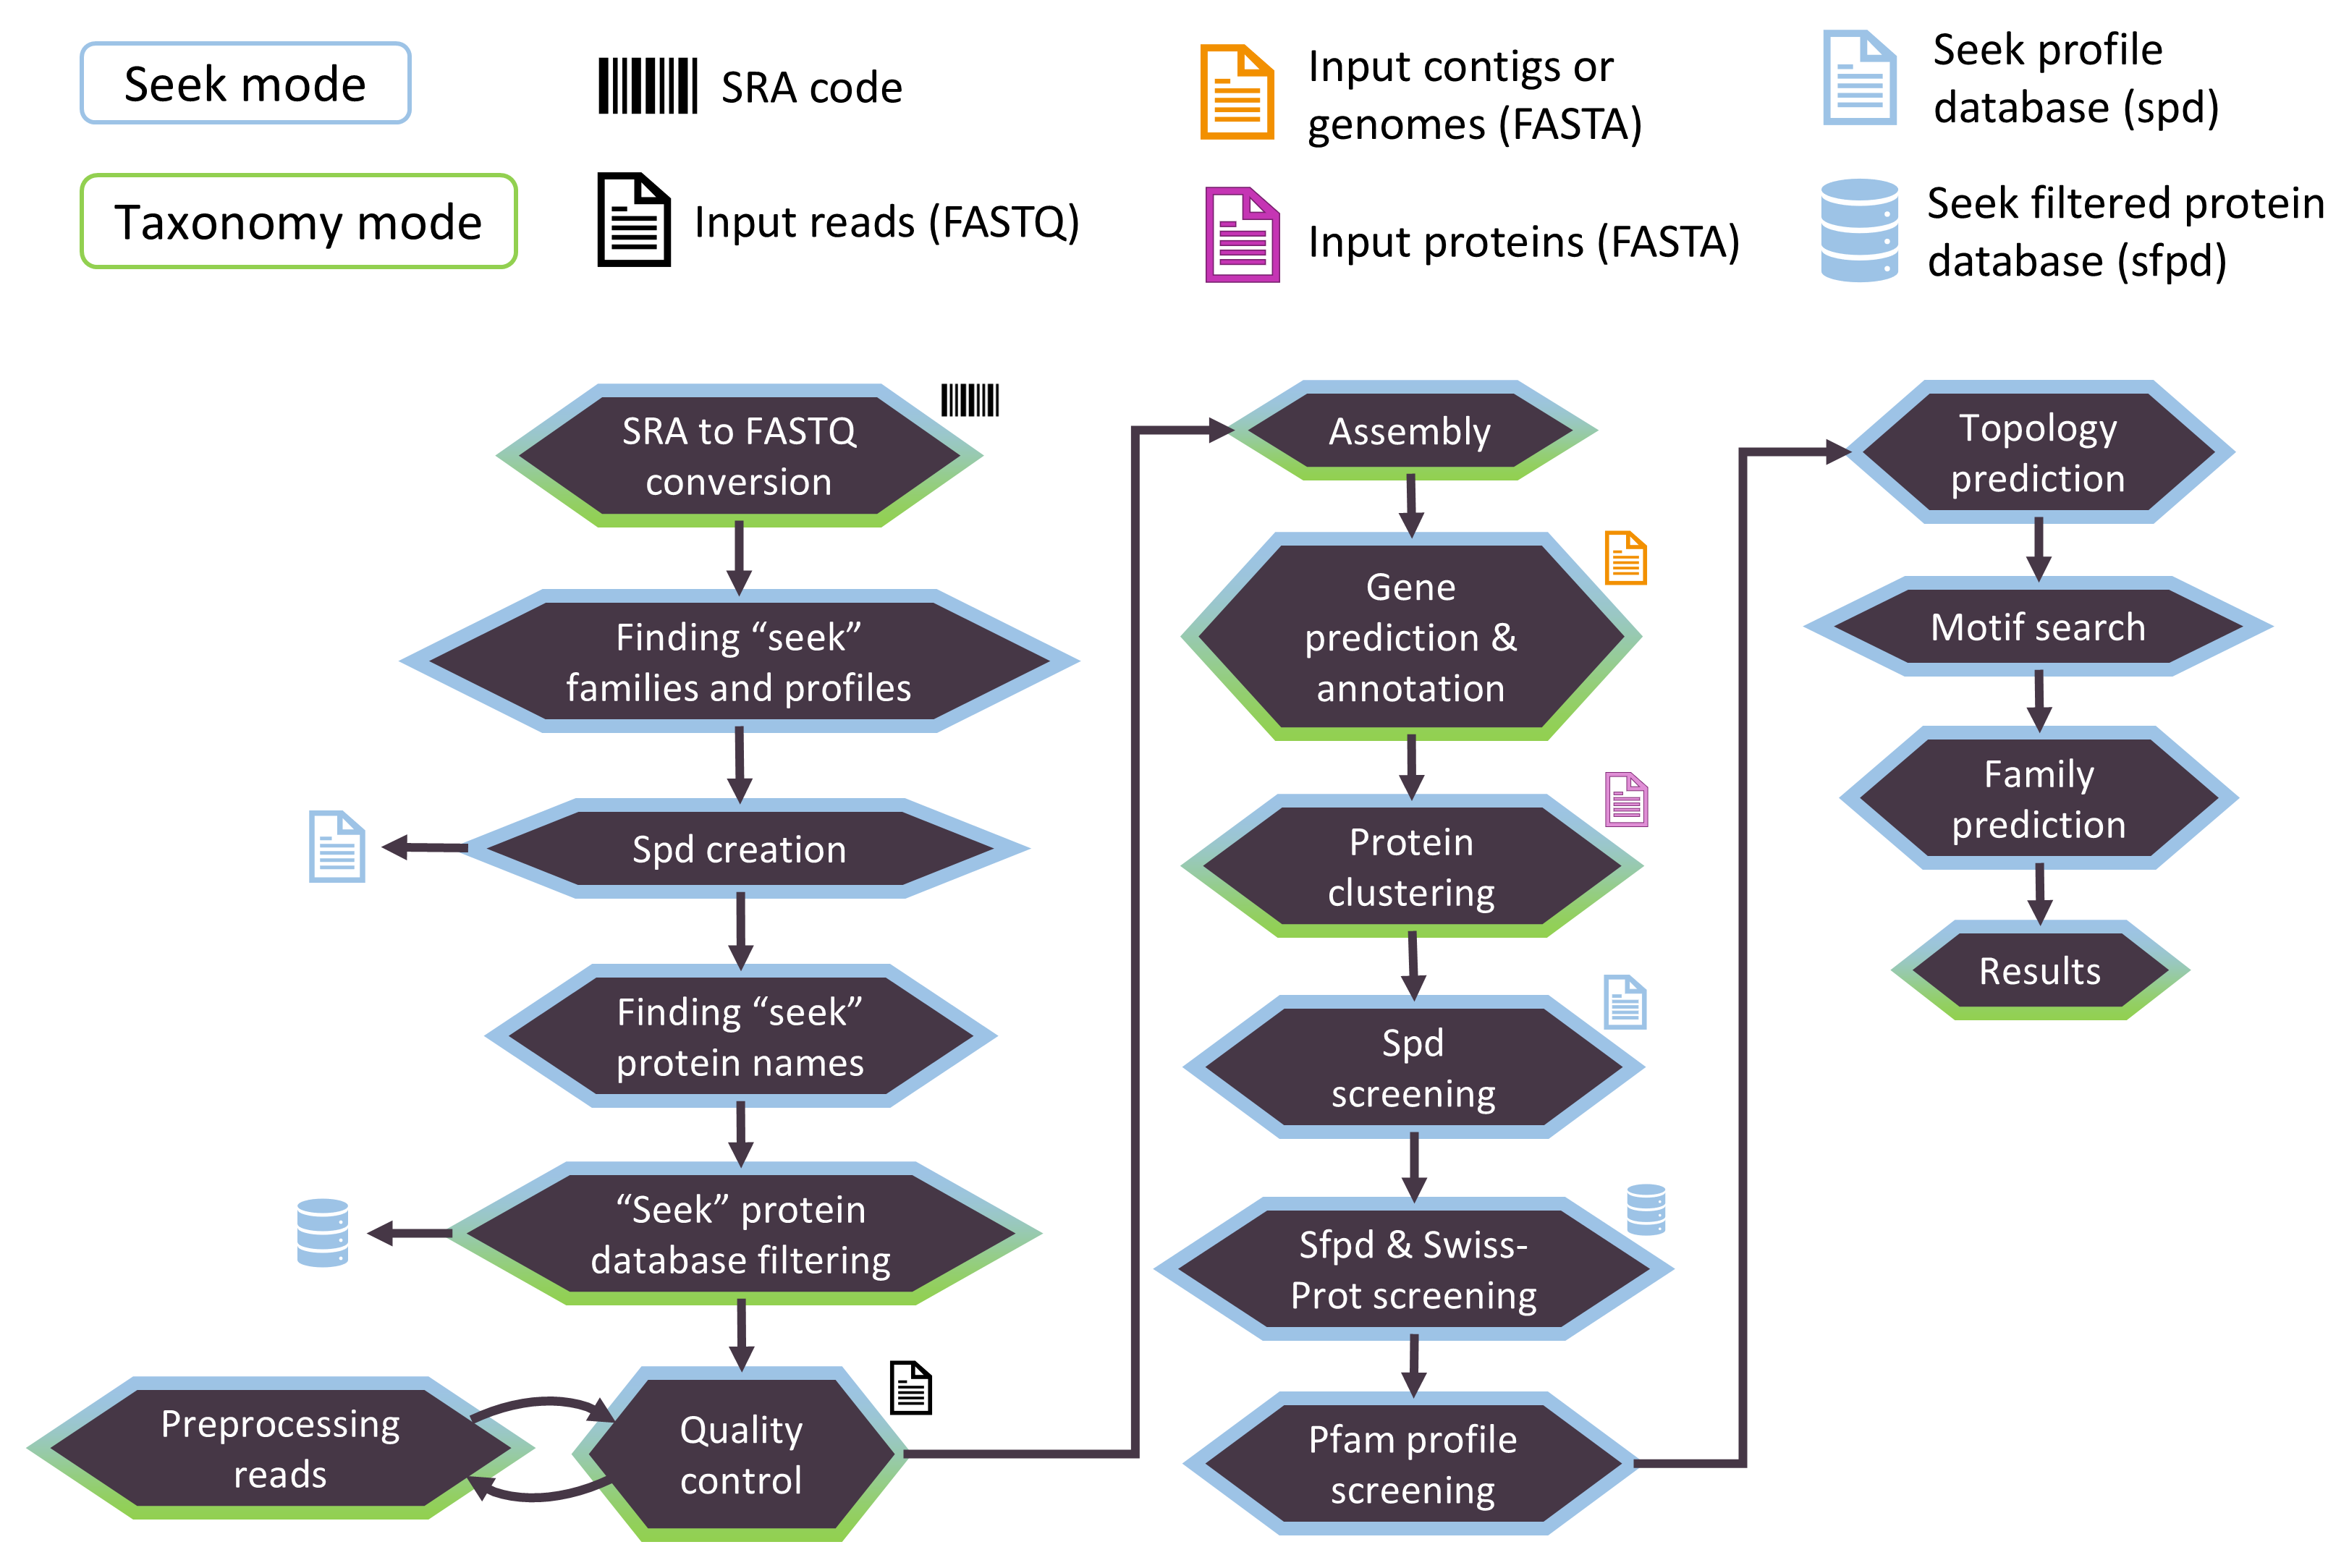 Seek mode
Taxonomy mode
SRA code
Input reads (FASTQ)
Input contigs or
genomes (FASTA)
Input proteins (FASTA)
Seek profile
database (spd)
Seek filtered protein
database (sfpd)
SRA to FASTQ
conversion
Finding “seek”
families and profiles
Spd creation
Finding “seek”
protein names
“Seek” protein
database filtering
Preprocessing
reads
Quality
control
Assembly
Gene
prediction &
annotation
Protein
clustering
Spd
screening
Sfpd & Swiss-
Prot screening
Pfam profile
screening
Topology
prediction
Motif search
Family
prediction
Results